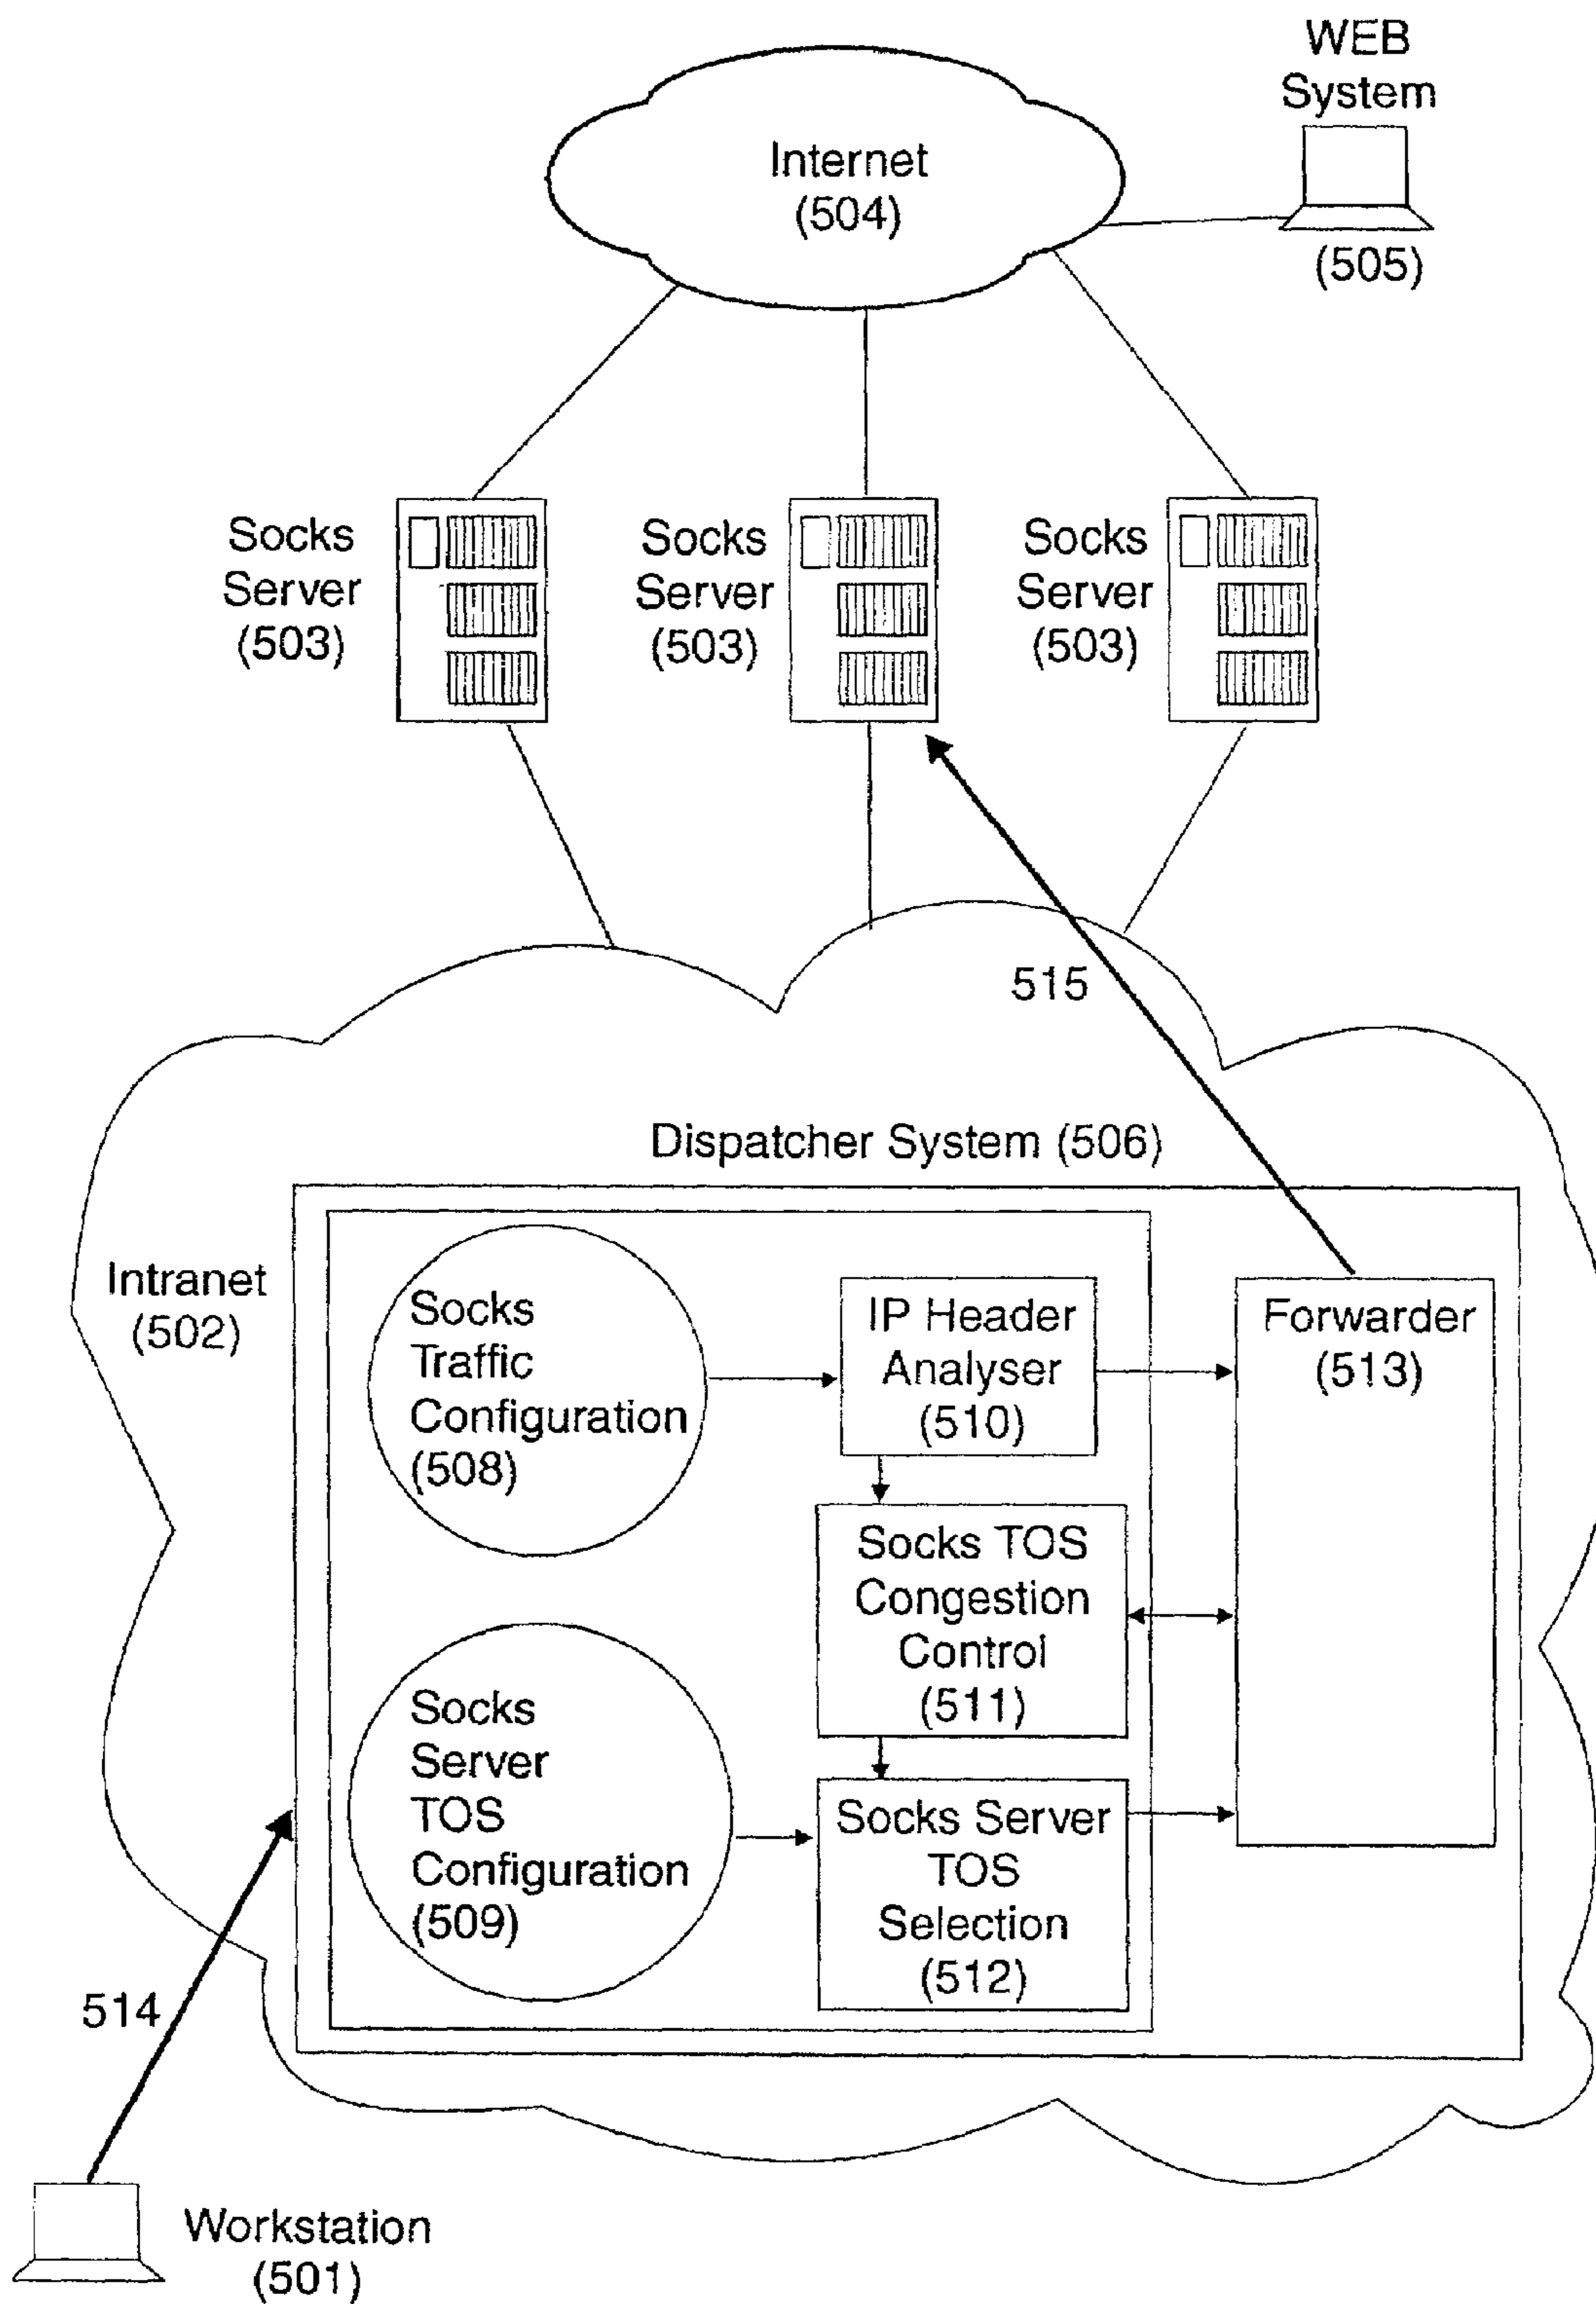 WEB
System
(505)
Internet
(504)
Socks
Server
(503)
Socks
Server
(503)
Socks
Server
(503)
515
Dispatcher System (506)
Intranet
(502)
Socks
Traffic
Configuration
(508)
IP Header
Analyser
(510)
Forwarder
(513)
Socks TOS
Congestion
Control
(511)
Socks
Server
TOS
Configuration
(509)
Socks Server
TOS
Selection
(512)
514
Workstation
(501)